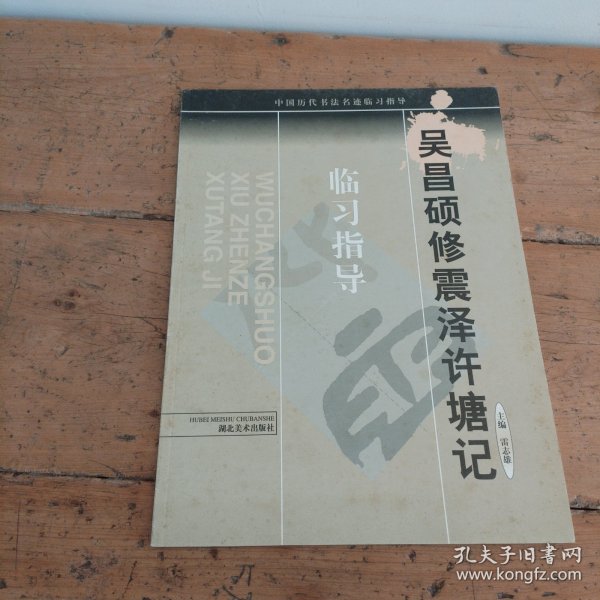 中国历代书法名迹临习指导
吴昌硕修震泽许塘记
临习指导
WUCHANGSHUO
XIU ZHENZE
XUTANG JI
主编 雷志雄
HUBEI MEISHU CHUBANSHE
湖北美术出版社
孔夫子旧书网
www.kongfz.com